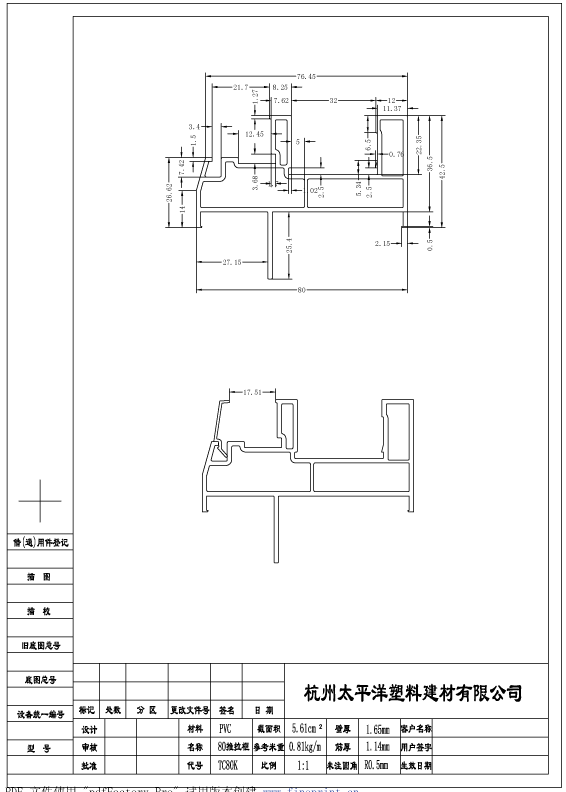 76.45
21.7
8.25
1.27
7.62
32
12
11.37
3.4
1.5
12.45
5
6.5
0.76
22.35
36.5
42.5
7.42
26.62
14
3.68
2.5
5.34
2.5
25.4
27.15
2.15
0.5
80
17.51
借(通)用件登记
描 图
描 校
旧底图总号
底图总号
设备统一编号
型 号
杭州太平洋塑料建材有限公司
标记 处数 分 区 更改文件号 签名 日 期
设计 材料 PVC 截面积 5.61cm² 壁厚 1.65mm 客户名称
审核 名称 80推拉框 参考米重 0.81kg/m 筋厚 1.14mm 用户签字
批准 代号 TC80K 比例 1:1 未注圆角 R0.5mm 生效日期
PDF 文件使用 "pdfFactory Pro" 试用版本创建 www.fineprint.cn